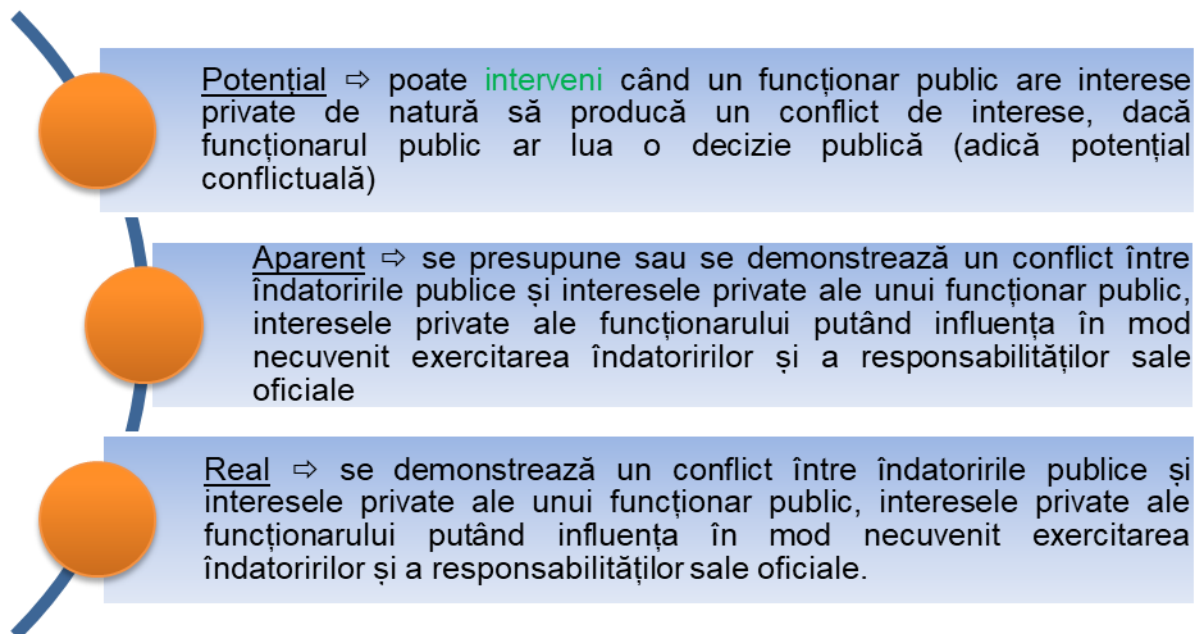 Potențial ⇨ poate interveni când un funcționar public are interese
private de natură să producă un conflict de interese, dacă
funcționarul public ar lua o decizie publică (adică potențial
conflictuală)
Aparent ⇨ se presupune sau se demonstrează un conflict între
îndatoririle publice și interesele private ale unui funcționar public,
interesele private ale funcționarului putând influența în mod
necuvenit exercitarea îndatoririlor și a responsabilităților sale
oficiale
Real ⇨ se demonstrează un conflict între îndatoririle publice și
interesele private ale unui funcționar public, interesele private ale
funcționarului putând influența în mod necuvenit exercitarea
îndatoririlor și a responsabilităților sale oficiale.